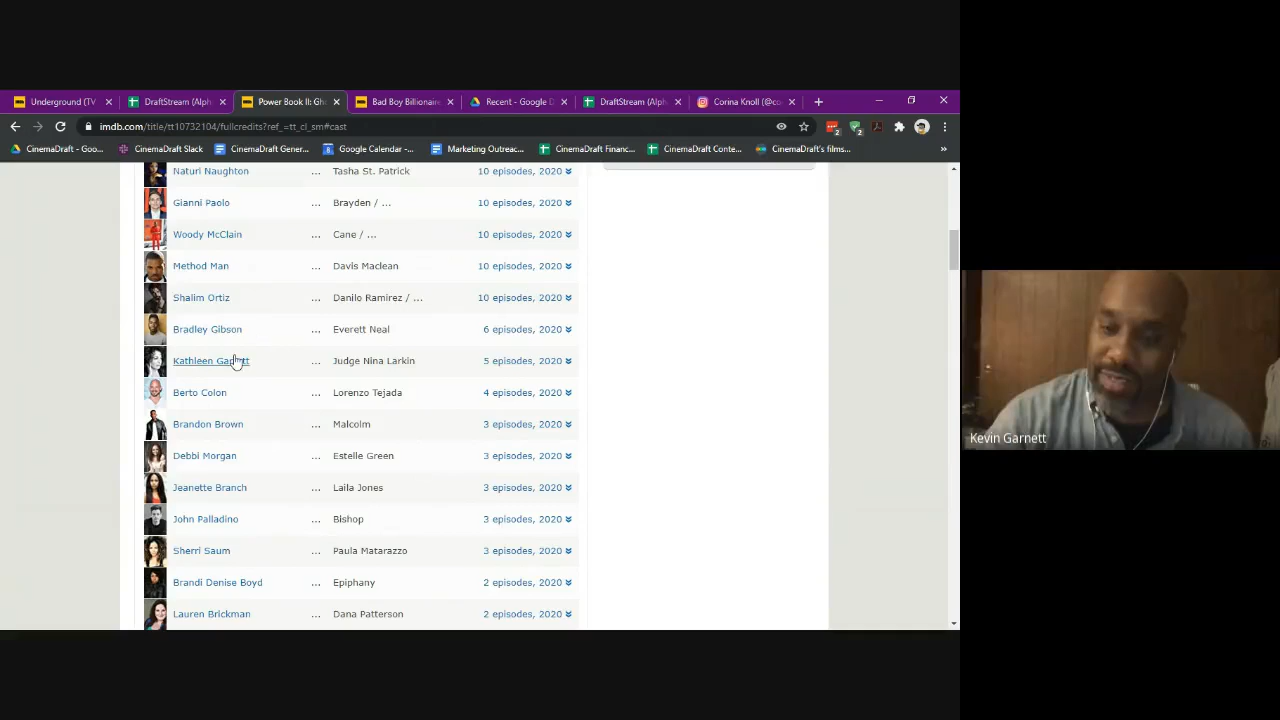 Underground (TV
DraftStream (Alph
Power Book II: Gh
Bad Boy Billionaire
Recent - Google D
DraftStream (Alph
Corina Knoll (@co
imdb.com/title/tt10732104/fullcredits?ref_=tt_cl_sm#cast
2
2
CinemaDraft - Goo...
CinemaDraft Slack
CinemaDraft Gener...
Google Calendar -...
Marketing Outreac...
CinemaDraft Financ...
CinemaDraft Conte...
CinemaDraft's films...
Naturi Naughton ... Tasha St. Patrick 10 episodes, 2020
Gianni Paolo Brayden / ... 10 episodes, 2020
Woody McClain ... Cane / ... 10 episodes, 2020
Method Man ... Davis Maclean 10 episodes, 2020
Shalim Ortiz ... Danilo Ramirez / ... 10 episodes, 2020
Bradley Gibson ... Everett Neal 6 episodes, 2020
Kathleen Garrett ... Judge Nina Larkin 5 episodes, 2020
Berto Colon ... Lorenzo Tejada 4 episodes, 2020
Brandon Brown ... Malcolm 3 episodes, 2020
Debbi Morgan ... Estelle Green 3 episodes, 2020
Jeanette Branch ... Laila Jones 3 episodes, 2020
John Palladino ... Bishop 3 episodes, 2020
Sherri Saum ... Paula Matarazzo 3 episodes, 2020
Brandi Denise Boyd ... Epiphany 2 episodes, 2020
Lauren Brickman ... Dana Patterson 2 episodes, 2020
Kevin Garnett